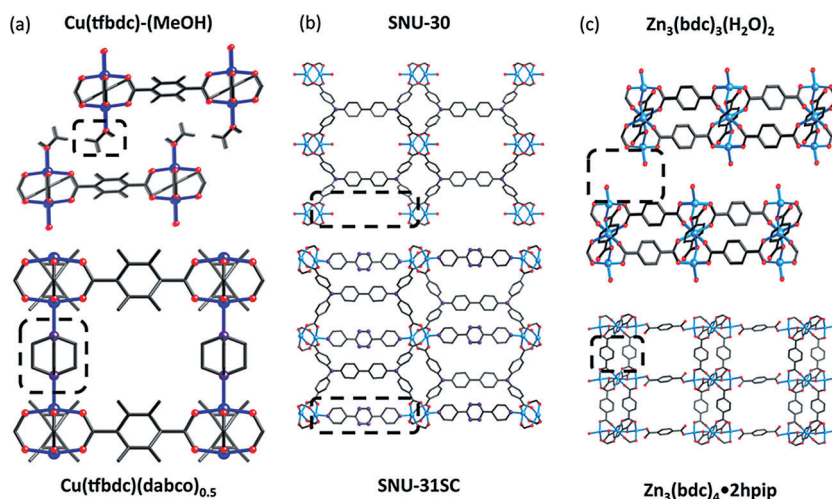 (a)
Cu(tfbdc)-(MeOH)
Cu(tfbdc)(dabco)0.5
(b)
SNU-30
SNU-31SC
(c)
Zn3(bdc)3(H2O)2
Zn3(bdc)4•2hpip